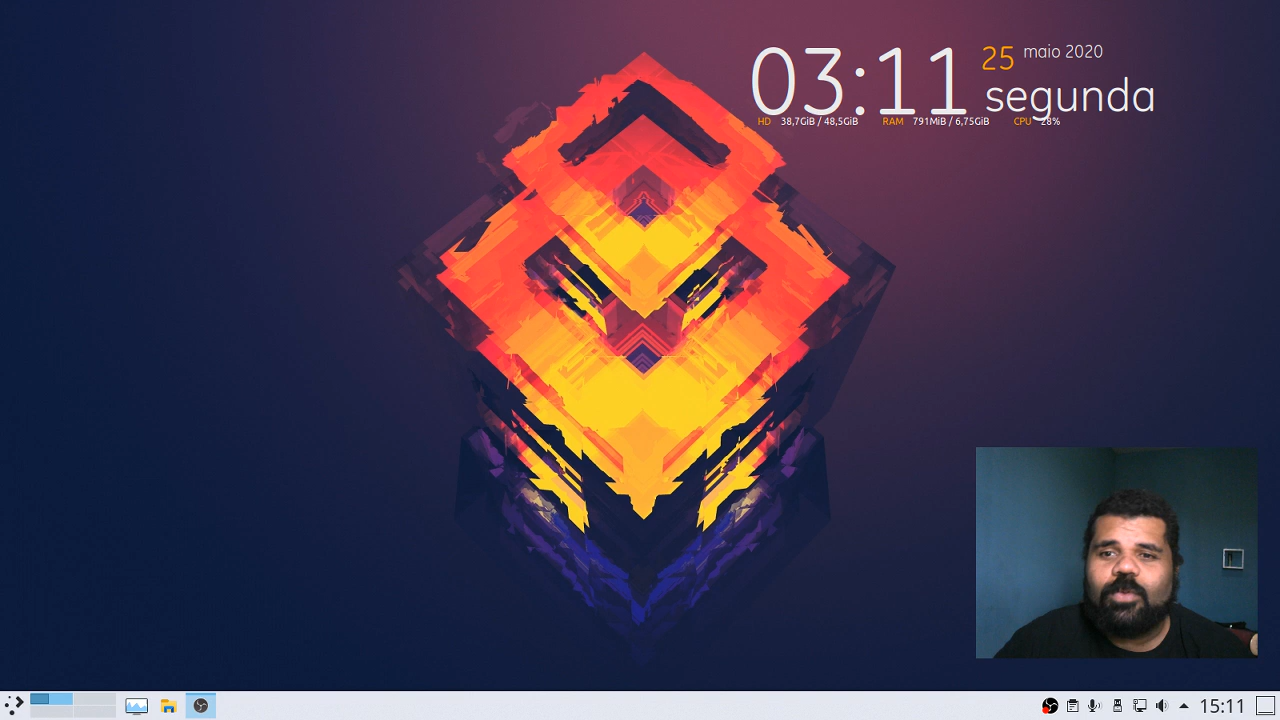 03:11 25 maio 2020
segunda
HD 38,7GiB / 48,5GiB RAM 791MiB / 6,75GiB CPU 28%
15:11